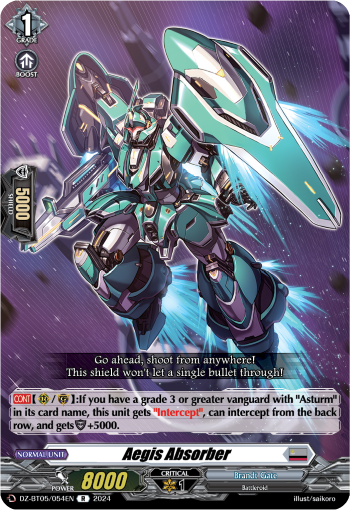 1
GRADE
BOOST
5000
SHIELD
Go ahead, shoot from anywhere!
This shield won't let a single bullet through!
CONT【 / 】:If you have a grade 3 or greater vanguard with "Asturm"
in its card name, this unit gets "Intercept", can intercept from the back
row, and gets +5000.
NORMAL UNIT
Aegis Absorber
POWER
8000
CRITICAL
1
Brandt Gate
Battleroid
DZ-BT05/054EN R 2024
illust/saikoro